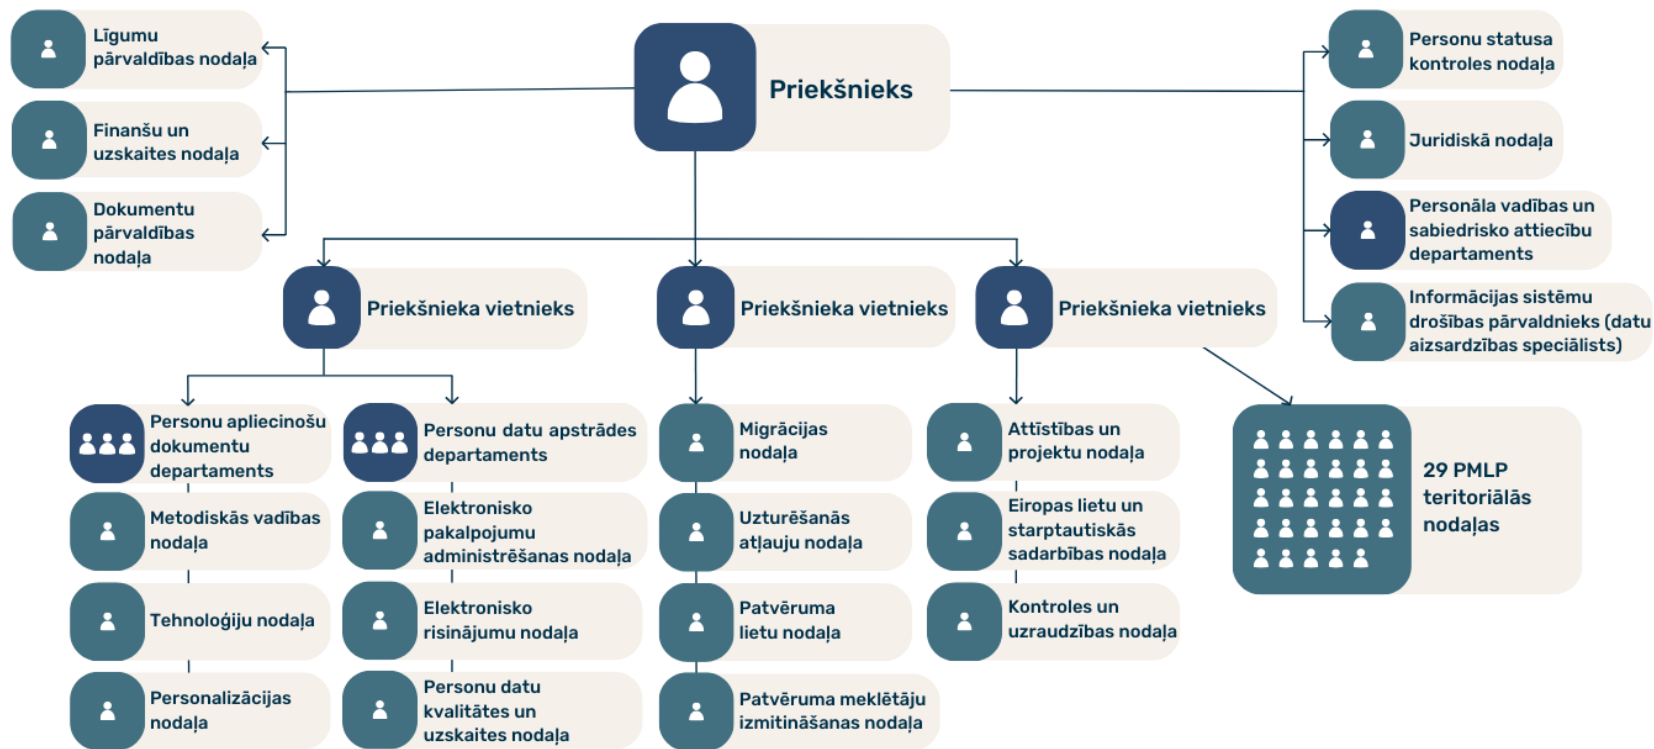 Līgumu
pārvaldības nodaļa
Finanšu un
uzskaites nodaļa
Dokumentu
pārvaldības
nodaļa
Priekšnieks
Personu statusa
kontroles nodaļa
Juridiskā nodaļa
Personāla vadības un
sabiedrisko attiecību
departaments
Informācijas sistēmu
drošības pārvaldnieks (datu
aizsardzības speciālists)
Priekšnieka vietnieks
Priekšnieka vietnieks
Priekšnieka vietnieks
Personu apliecinošu
dokumentu
departaments
Metodiskās vadības
nodaļa
Tehnoloģiju nodaļa
Personalizācijas
nodaļa
Personu datu apstrādes
departaments
Elektronisko
pakalpojumu
administrēšanas nodaļa
Elektronisko
risinājumu nodaļa
Personu datu
kvalitātes un
uzskaites nodaļa
Migrācijas
nodaļa
Uzturēšanās
atļauju nodaļa
Patvēruma
lietu nodaļa
Patvēruma meklētāju
izmitināšanas nodaļa
Attīstības un
projektu nodaļa
Eiropas lietu un
starptautiskās
sadarbības nodaļa
Kontroles un
uzraudzības nodaļa
29 PMLP
teritoriālās
nodaļas